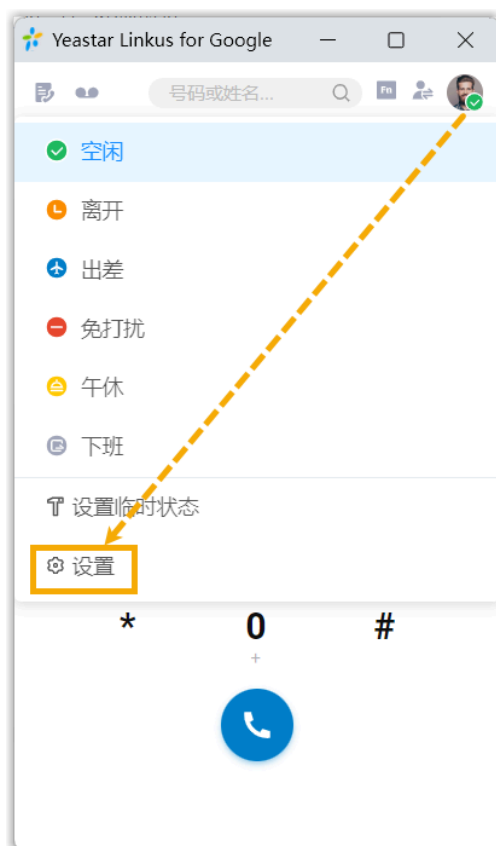 Yeastar Linkus for Google
号码或姓名... Fn
空闲
离开
出差
免打扰
午休
下班
设置临时状态
设置
* 0 #
+